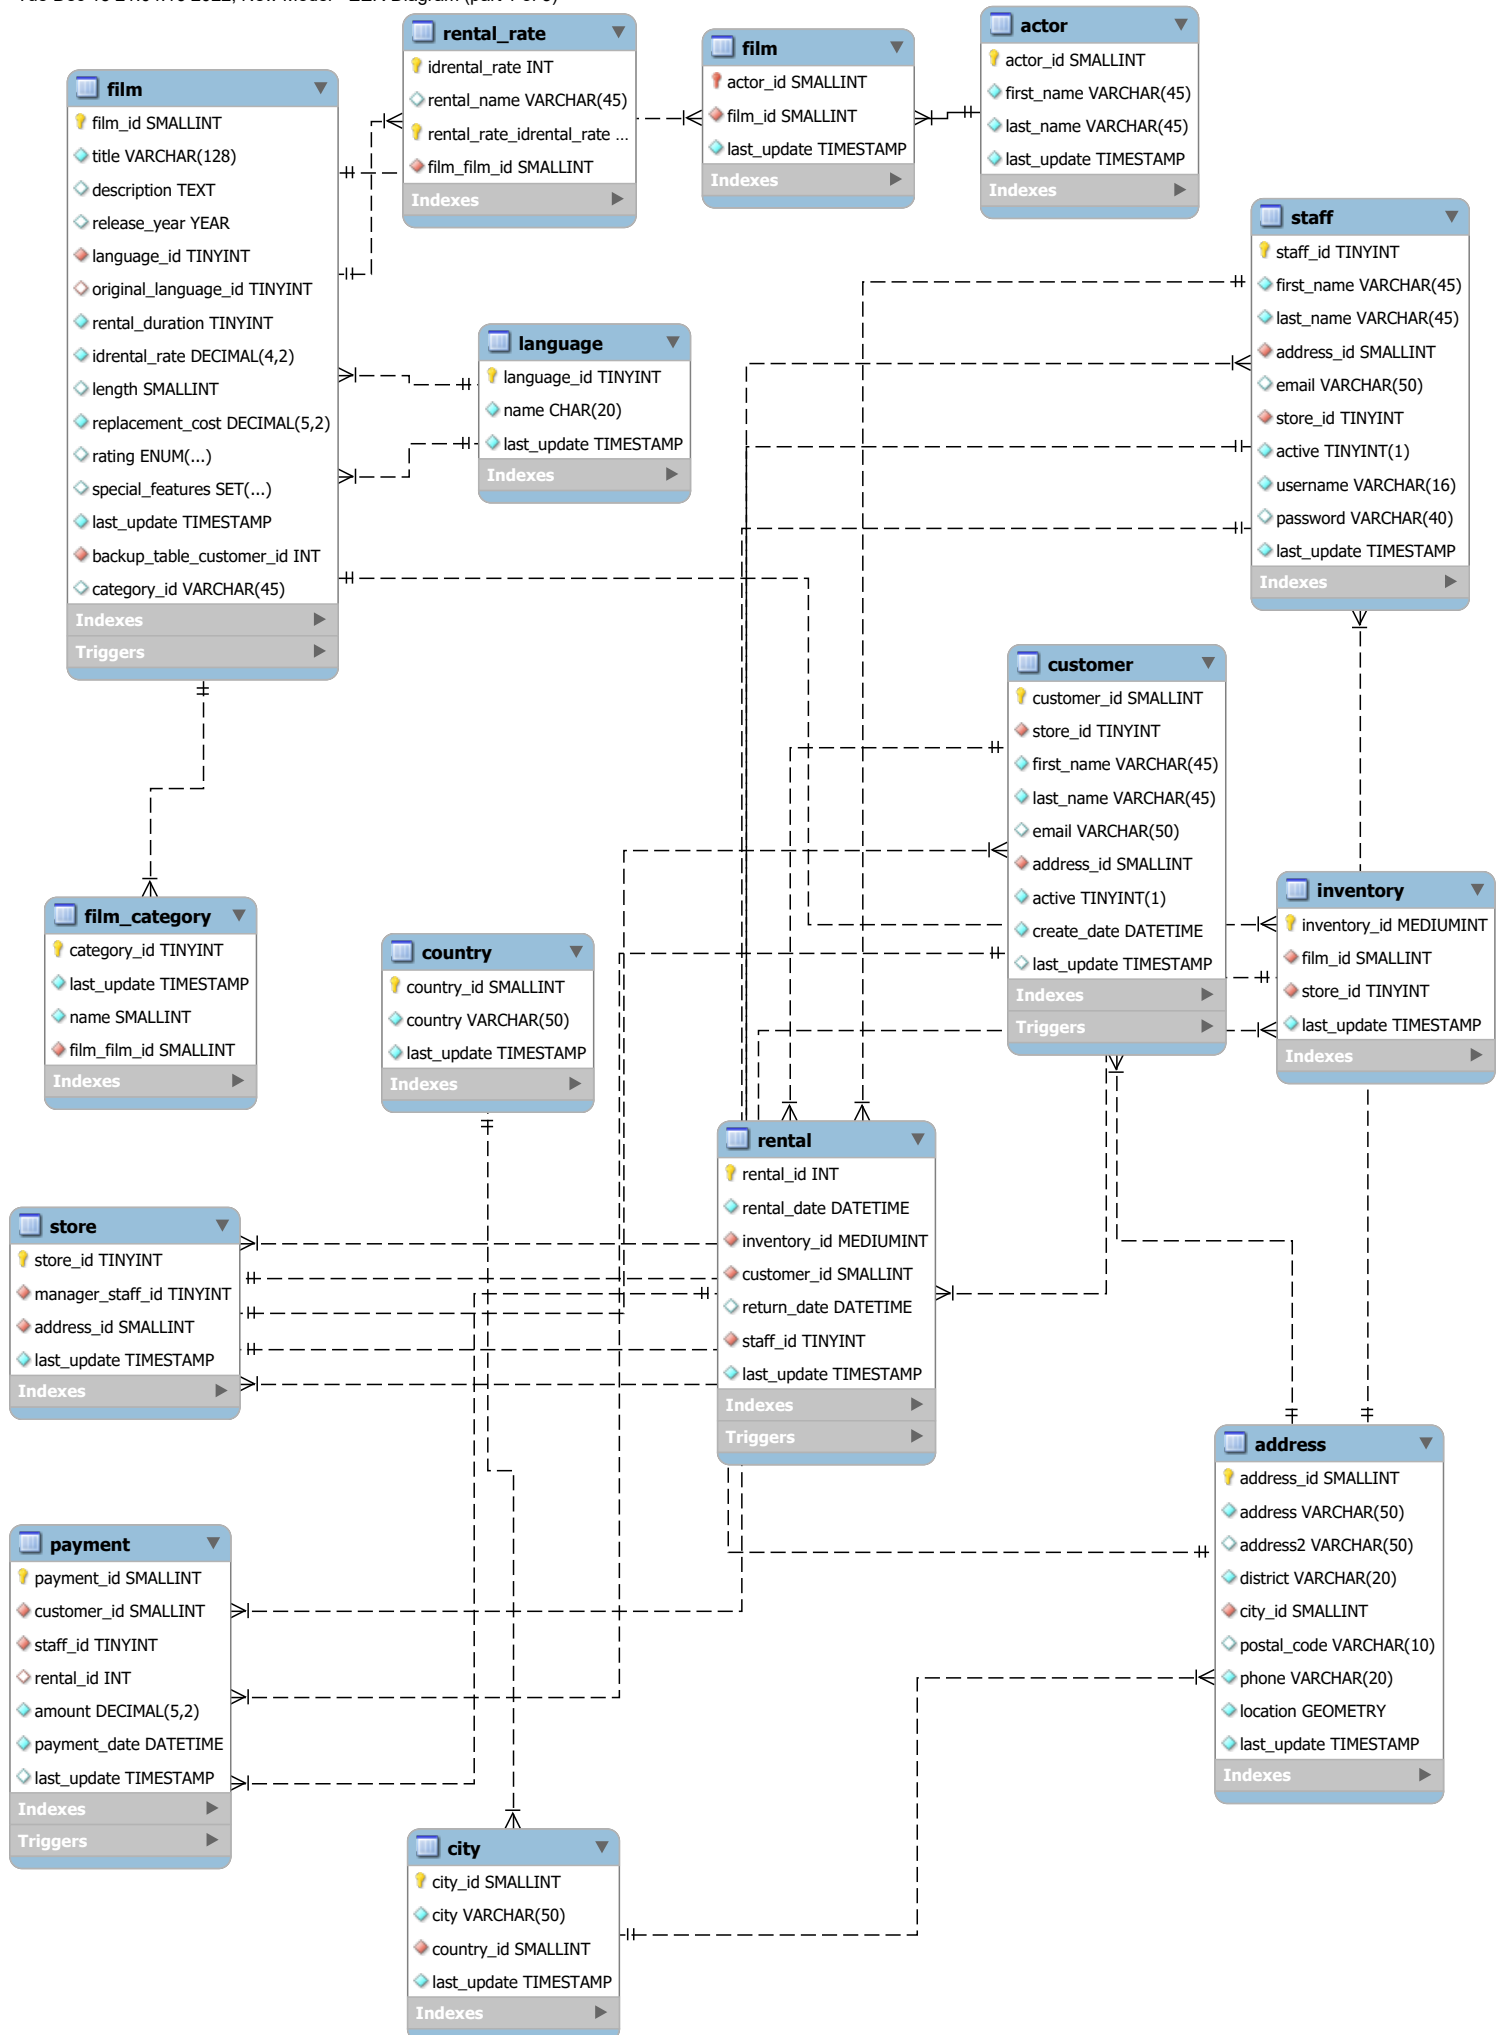 rental_rate
idrental_rate INT
rental_name VARCHAR(45)
rental_rate_idrental_rate ...
film_film_id SMALLINT
Indexes
film
actor_id SMALLINT
film_id SMALLINT
last_update TIMESTAMP
Indexes
actor
actor_id SMALLINT
first_name VARCHAR(45)
last_name VARCHAR(45)
last_update TIMESTAMP
Indexes
film
film_id SMALLINT
title VARCHAR(128)
description TEXT
release_year YEAR
language_id TINYINT
original_language_id TINYINT
rental_duration TINYINT
idrental_rate DECIMAL(4,2)
length SMALLINT
replacement_cost DECIMAL(5,2)
rating ENUM(...)
special_features SET(...)
last_update TIMESTAMP
backup_table_customer_id INT
category_id VARCHAR(45)
Indexes
Triggers
language
language_id TINYINT
name CHAR(20)
last_update TIMESTAMP
Indexes
staff
staff_id TINYINT
first_name VARCHAR(45)
last_name VARCHAR(45)
address_id SMALLINT
email VARCHAR(50)
store_id TINYINT
active TINYINT(1)
username VARCHAR(16)
password VARCHAR(40)
last_update TIMESTAMP
Indexes
customer
customer_id SMALLINT
store_id TINYINT
first_name VARCHAR(45)
last_name VARCHAR(45)
email VARCHAR(50)
address_id SMALLINT
active TINYINT(1)
create_date DATETIME
last_update TIMESTAMP
Indexes
Triggers
inventory
inventory_id MEDIUMINT
film_id SMALLINT
store_id TINYINT
last_update TIMESTAMP
Indexes
film_category
category_id TINYINT
last_update TIMESTAMP
name SMALLINT
film_film_id SMALLINT
Indexes
country
country_id SMALLINT
country VARCHAR(50)
last_update TIMESTAMP
Indexes
rental
rental_id INT
rental_date DATETIME
inventory_id MEDIUMINT
customer_id SMALLINT
return_date DATETIME
staff_id TINYINT
last_update TIMESTAMP
Indexes
Triggers
store
store_id TINYINT
manager_staff_id TINYINT
address_id SMALLINT
last_update TIMESTAMP
Indexes
address
address_id SMALLINT
address VARCHAR(50)
address2 VARCHAR(50)
district VARCHAR(20)
city_id SMALLINT
postal_code VARCHAR(10)
phone VARCHAR(20)
location GEOMETRY
last_update TIMESTAMP
Indexes
payment
payment_id SMALLINT
customer_id SMALLINT
staff_id TINYINT
rental_id INT
amount DECIMAL(5,2)
payment_date DATETIME
last_update TIMESTAMP
Indexes
Triggers
city
city_id SMALLINT
city VARCHAR(50)
country_id SMALLINT
last_update TIMESTAMP
Indexes